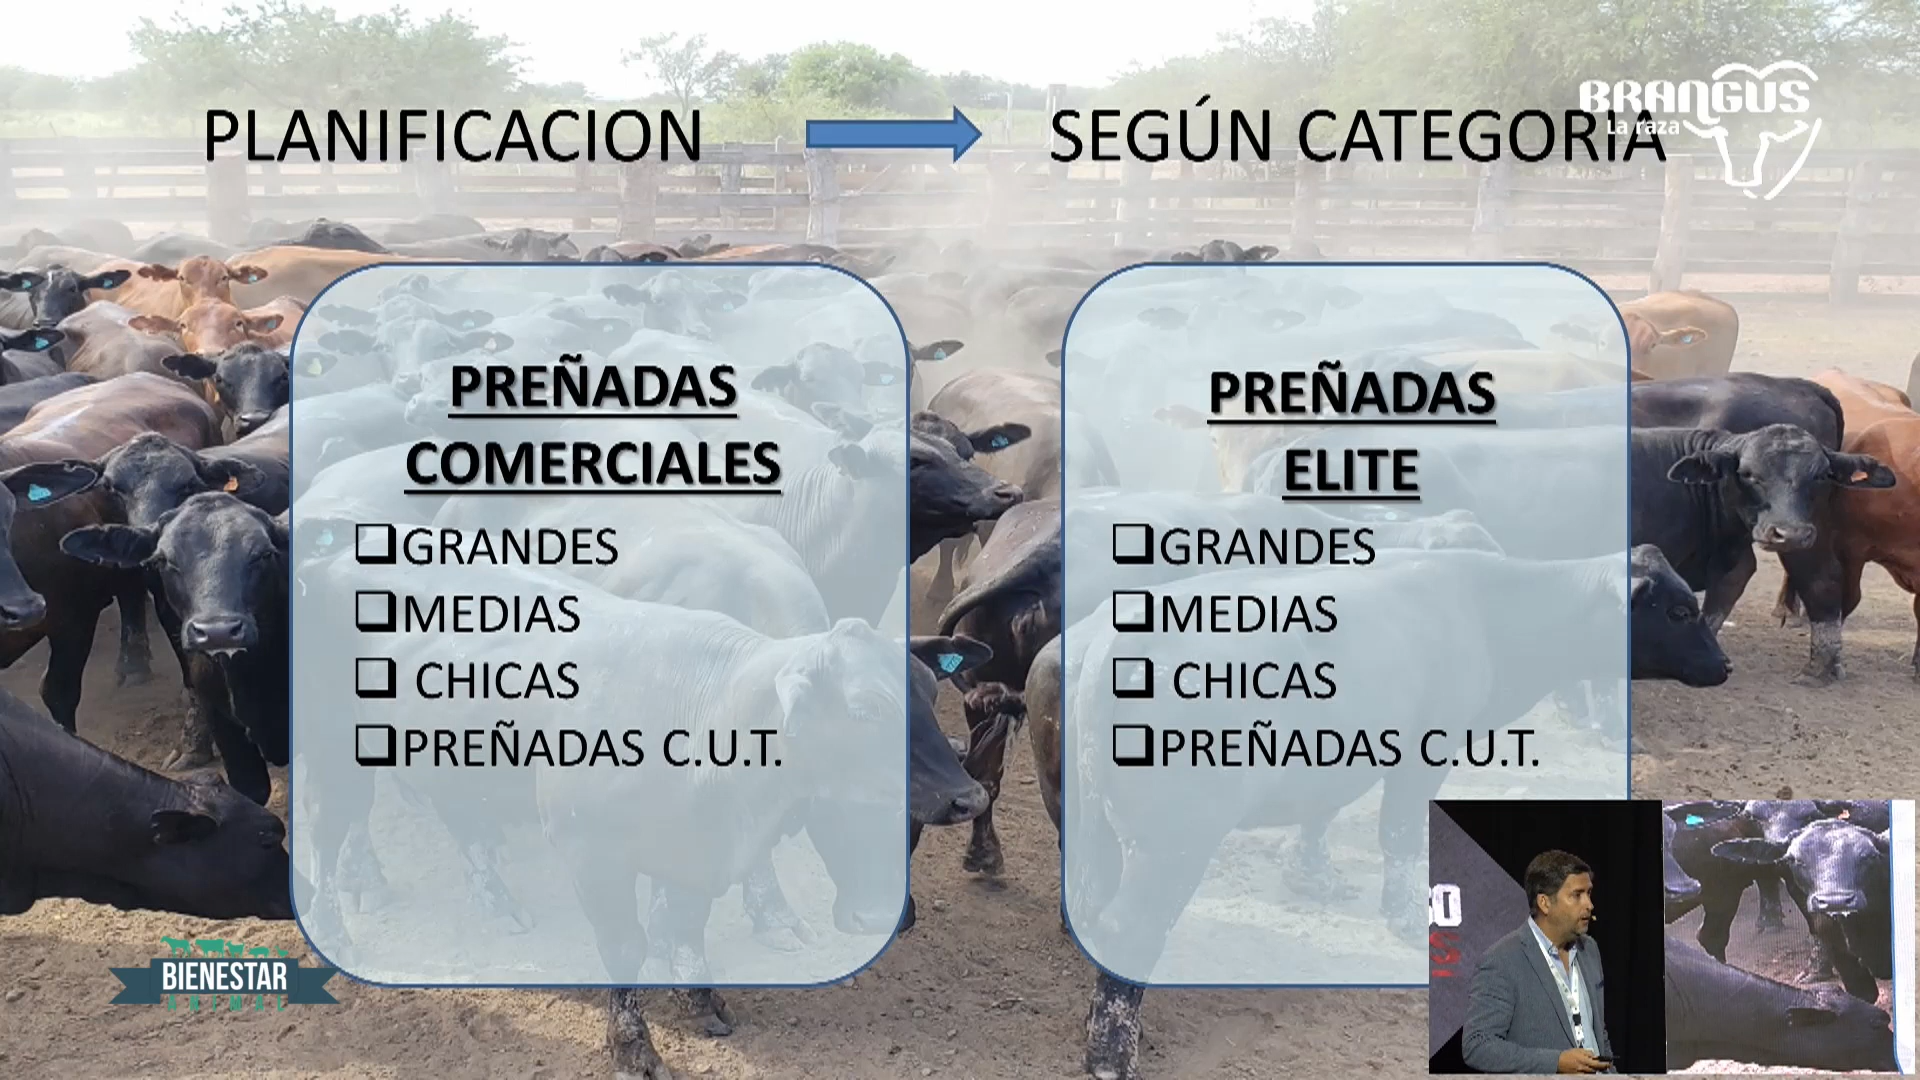 PLANIFICACION
SEGÚN CATEGORIA
BRANGUS
La raza
PREÑADAS
COMERCIALES
GRANDES
MEDIAS
CHICAS
PREÑADAS C.U.T.
PREÑADAS
ELITE
GRANDES
MEDIAS
CHICAS
PREÑADAS C.U.T.
BIENESTAR
ANIMAL